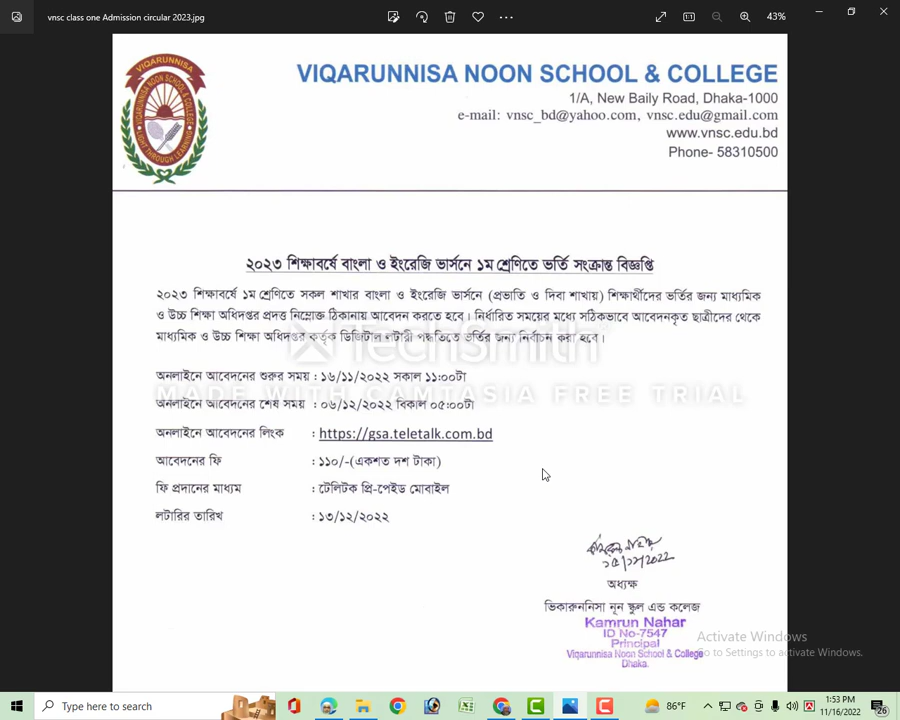 vnsc class one Admission circular 2023.jpg
43%
VIQARUNNISA
VIQARUNNISA NOON SCHOOL & COLLEGE
1/A, New Baily Road, Dhaka-1000
e-mail: vnsc_bd@yahoo.com, vnsc.edu@gmail.com
www.vnsc.edu.bd
Phone- 58310500
২০২৩ শিক্ষাবর্ষে বাংলা ও ইংরেজি ভার্সনে ১ম শ্রেণিতে ভর্তি সংক্রান্ত বিজ্ঞপ্তি
২০২৩ শিক্ষাবর্ষে ১ম শ্রেণিতে সকল শাখার বাংলা ও ইংরেজি ভার্সনে (প্রভাতি ও দিবা শাখায়) শিক্ষার্থীদের ভর্তির জন্য মাধ্যমিক
ও উচ্চ শিক্ষা অধিদপ্তর প্রদত্ত নিম্নোক্ত ঠিকানায় আবেদন করতে হবে। নির্ধারিত সময়ের মধ্যে সঠিকভাবে আবেদনকৃত ছাত্রীদের থেকে
মাধ্যমিক ও উচ্চ শিক্ষা অধিদপ্তর কর্তৃক ডিজিটাল লটারী পদ্ধতিতে ভর্তির জন্য নির্বাচন করা হবে।
TechSmith
MADE WITH CAMTASIA FREE TRIAL
অনলাইনে আবেদনের শুরুর সময় : ১৬/১১/২০২২ সকাল ১১:০০টা
অনলাইনে আবেদনের শেষ সময় : ০৬/১২/২০২২ বিকাল ০৫:০০টা
অনলাইনে আবেদনের লিংক : https://gsa.teletalk.com.bd
আবেদনের ফি : ১১০/-(একশত দশ টাকা)
ফি প্রদানের মাধ্যম : টেলিটক প্রি-পেইড মোবাইল
লটারির তারিখ : ১৩/১২/২০২২
অধ্যক্ষ
ভিকারুননিসা নূন স্কুল এন্ড কলেজ
Kamrun Nahar
ID No-7547
Principal
Viqarunnisa Noon School & College
Dhaka.
Activate Windows
Go to Settings to activate Windows.
Type here to search
86°F
1:53 PM
11/16/2022
26